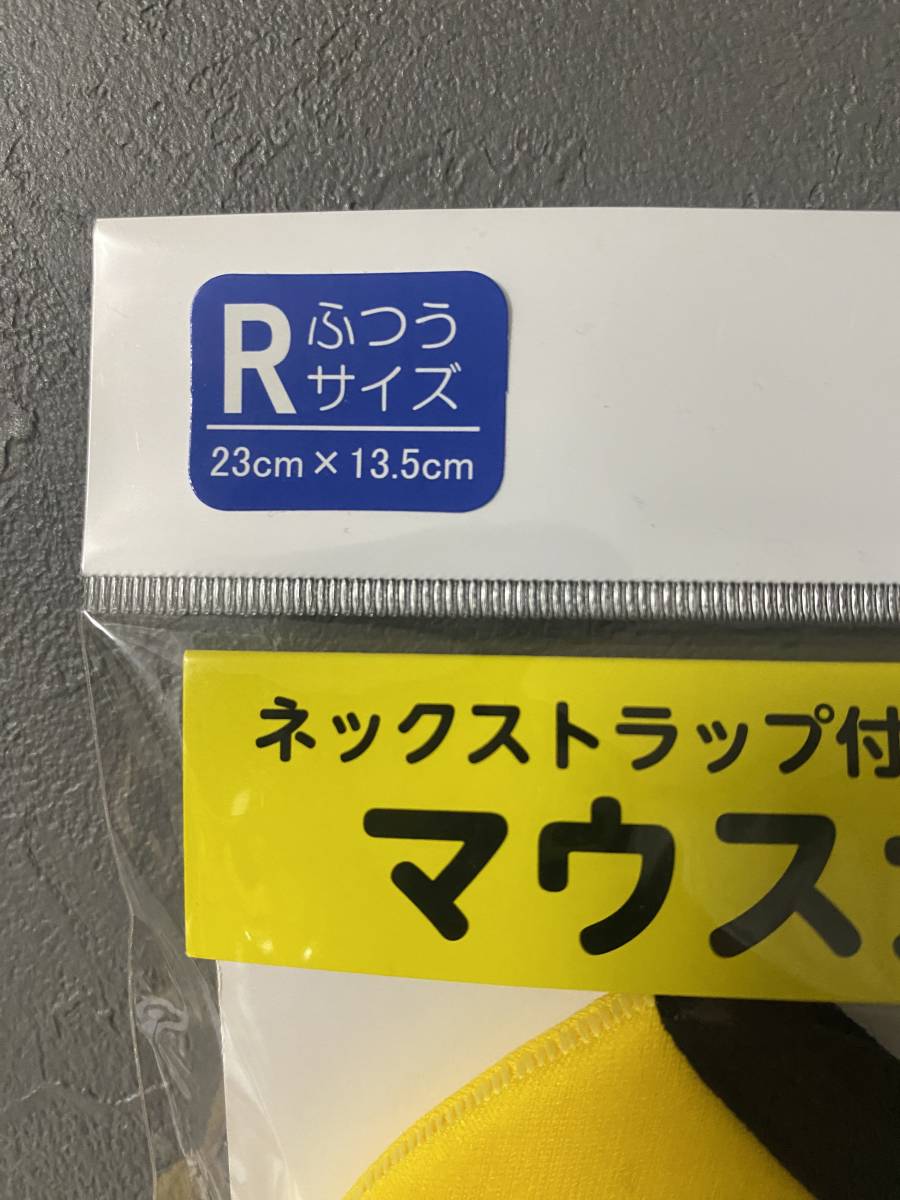 R ふつう
サイズ
23cm×13.5cm
ネックストラップ付
マウス